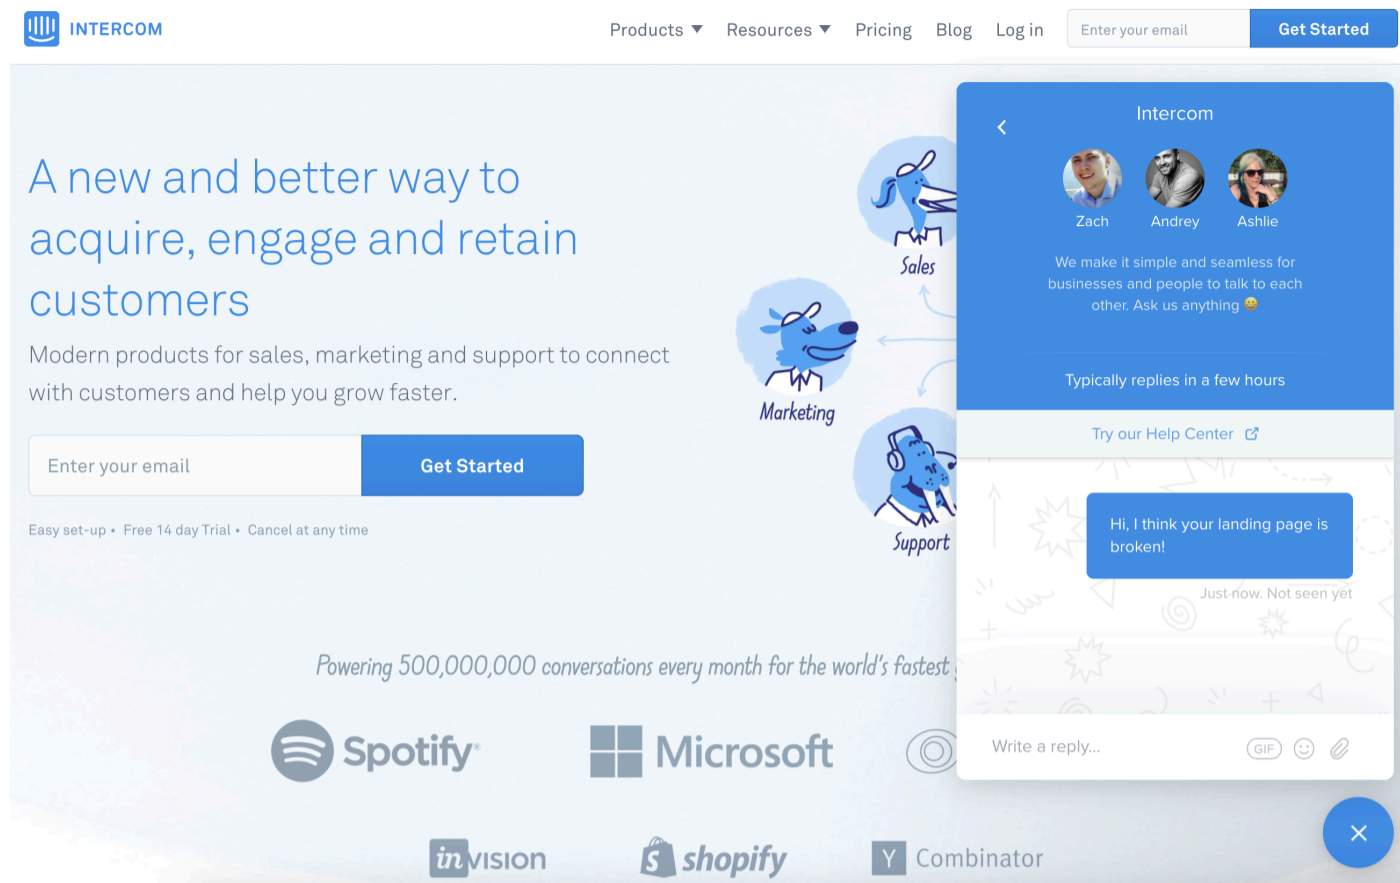 INTERCOM
Products Resources Pricing Blog Log in Enter your email Get Started
A new and better way to
acquire, engage and retain
customers
Modern products for sales, marketing and support to connect
with customers and help you grow faster.
Enter your email Get Started
Easy set-up • Free 14 day Trial • Cancel at any time
Sales
Marketing
Support
Powering 500,000,000 conversations every month for the world's fastest
Spotify®
Microsoft
inVISION
shopify
Y Combinator
Intercom
Zach Andrey Ashlie
We make it simple and seamless for
businesses and people to talk to each
other. Ask us anything 😀
Typically replies in a few hours
Try our Help Center
Hi, I think your landing page is
broken!
Just now. Not seen yet
Write a reply... GIF